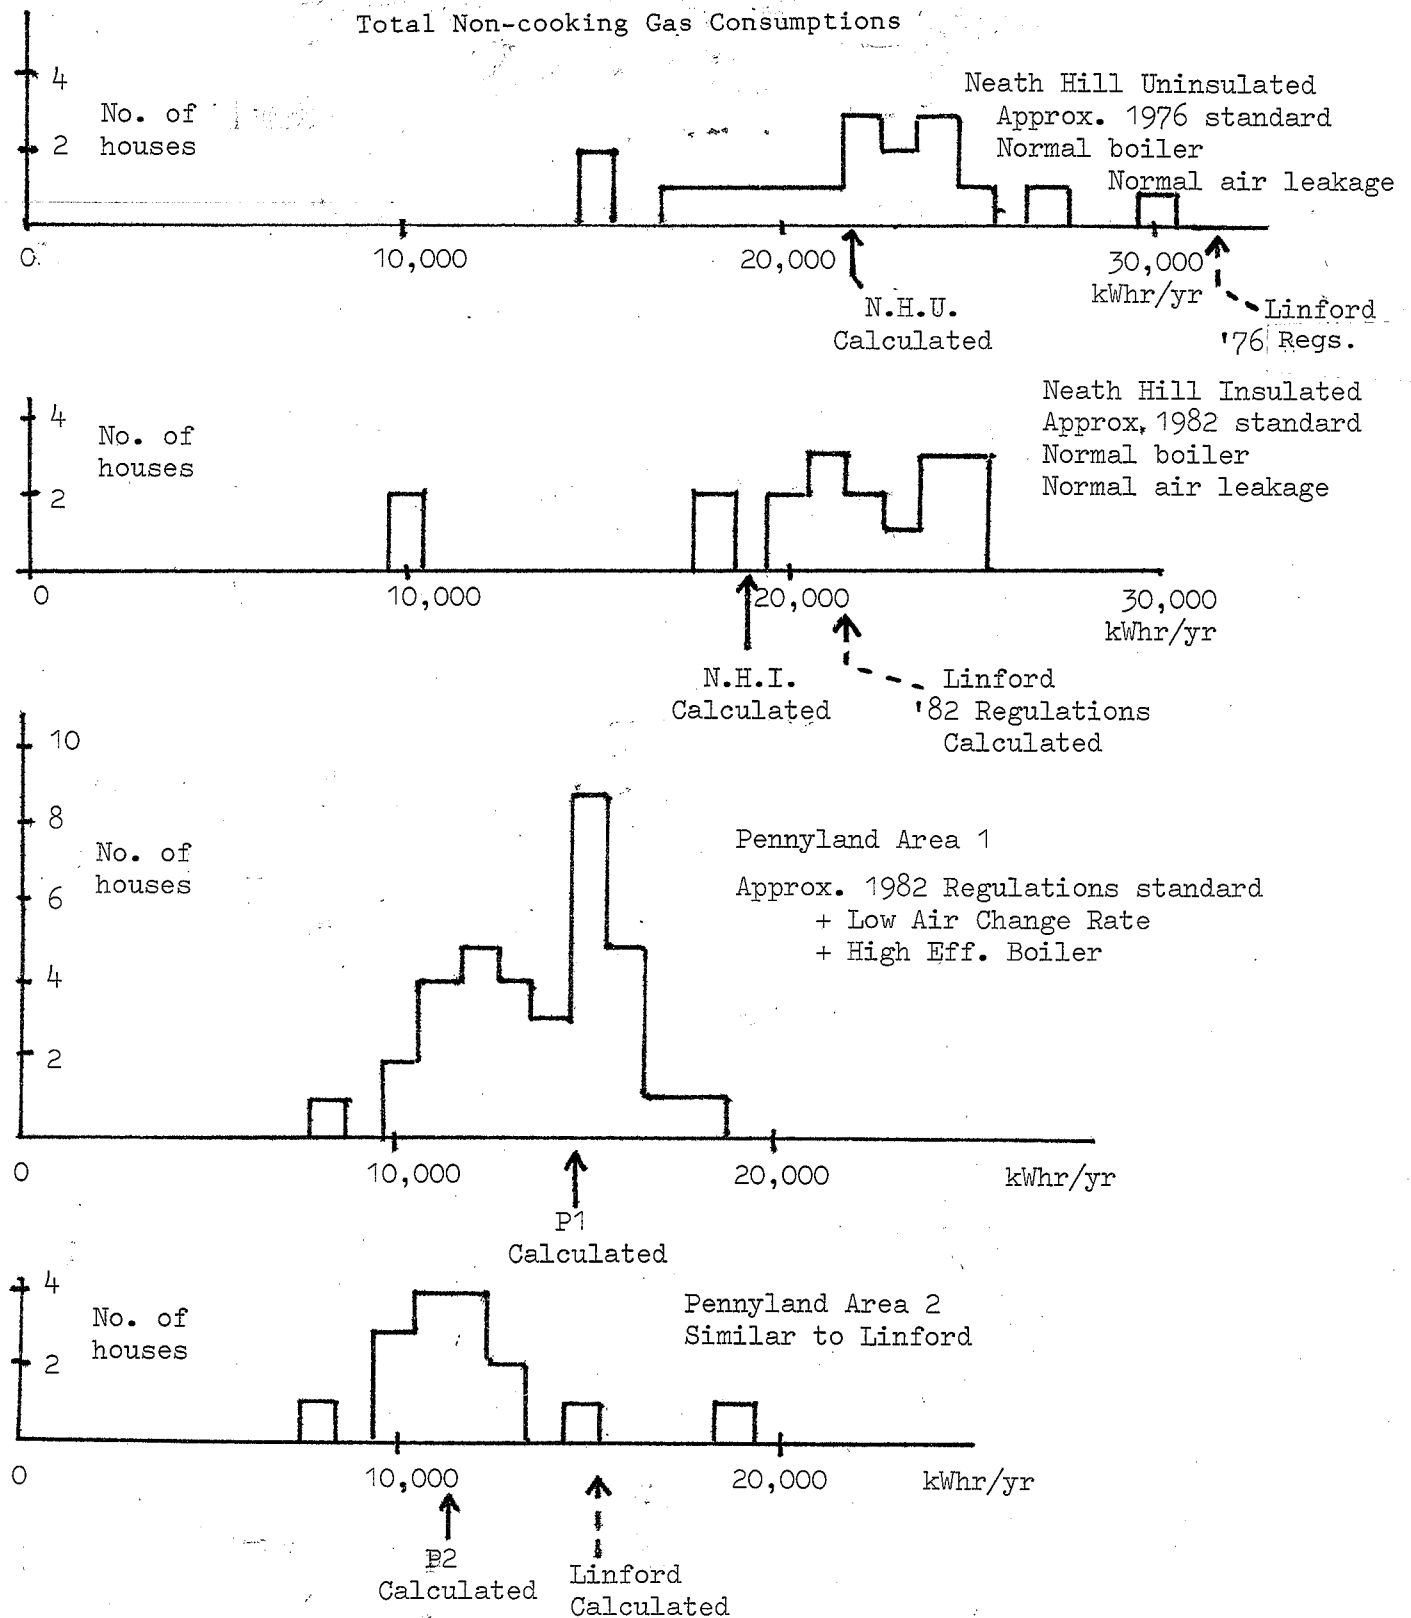 Total Non-cooking Gas Consumptions
4
No. of
2 houses
Neath Hill Uninsulated
Approx. 1976 standard
Normal boiler
Normal air leakage
0 10,000 20,000 30,000
kWhr/yr
N.H.U.
Calculated
Linford
'76 Regs.
4
No. of
houses
2
Neath Hill Insulated
Approx. 1982 standard
Normal boiler
Normal air leakage
0 10,000 20,000 30,000
kWhr/yr
N.H.I.
Calculated
Linford
'82 Regulations
Calculated
10
8
No. of
houses
6
4
2
Pennyland Area 1
Approx. 1982 Regulations standard
+ Low Air Change Rate
+ High Eff. Boiler
0 10,000 20,000 kWhr/yr
P1
Calculated
4
No. of
houses
2
Pennyland Area 2
Similar to Linford
0 10,000 20,000 kWhr/yr
P2
Calculated
Linford
Calculated